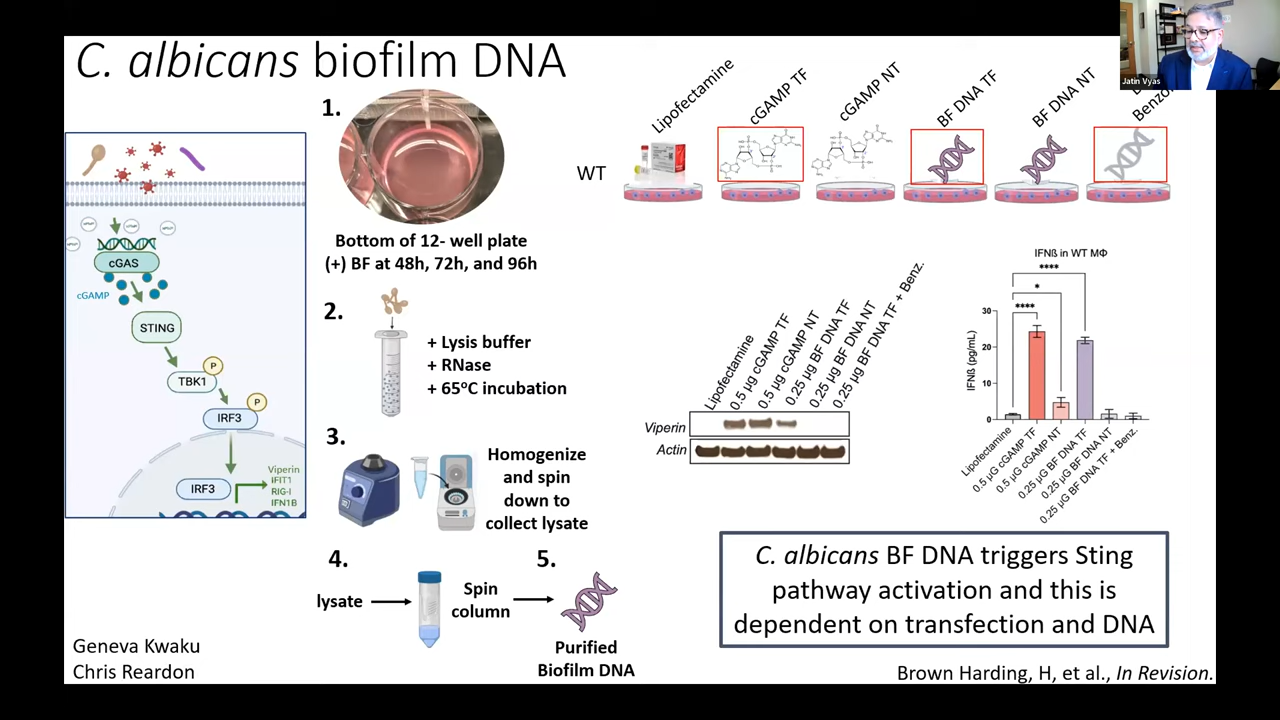 C. albicans biofilm DNA
Jatin Vyas
cGAS
cGAMP
STING
P
TBK1
P
IRF3
IRF3
Viperin
IFIT1
RIG-I
IFN1B
1.
Bottom of 12- well plate
(+) BF at 48h, 72h, and 96h
2.
+ Lysis buffer
+ RNase
+ 65°C incubation
3.
Homogenize
and spin
down to
collect lysate
4.
lysate
Spin
column
5.
Purified
Biofilm DNA
WT
Lipofectamine
cGAMP TF
cGAMP NT
BF DNA TF
BF DNA NT
Lipofectamine
0.5 µg cGAMP TF
0.5 µg cGAMP NT
0.25 µg BF DNA TF
0.25 µg BF DNA NT
0.25 µg BF DNA TF + Benz.
Viperin
Actin
IFNß in WT MΦ
****
*
****
IFNß (pg/mL)
30
20
10
0
Lipofectamine
0.5 µg cGAMP TF
0.5 µg cGAMP NT
0.25 µg BF DNA TF
0.25 µg BF DNA NT
0.25 µg BF DNA TF + Benz.
C. albicans BF DNA triggers Sting
pathway activation and this is
dependent on transfection and DNA
Geneva Kwaku
Chris Reardon
Brown Harding, H, et al., In Revision.